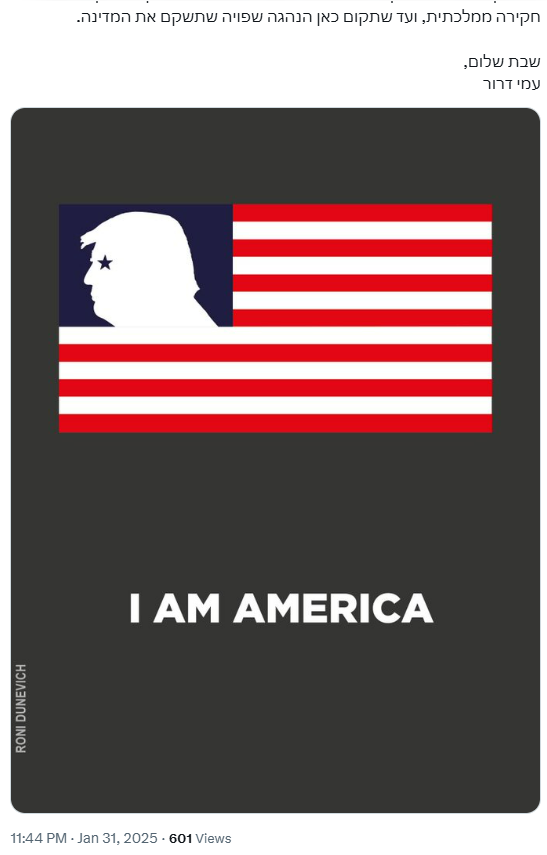 חקירה ממלכתית, ועד שתקום כאן הנהגה שפויה שתשקם את המדינה.
שבת שלום,
עמי דרור
I AM AMERICA
RONI DUNEVICH
11:44 PM · Jan 31, 2025 · 601 Views